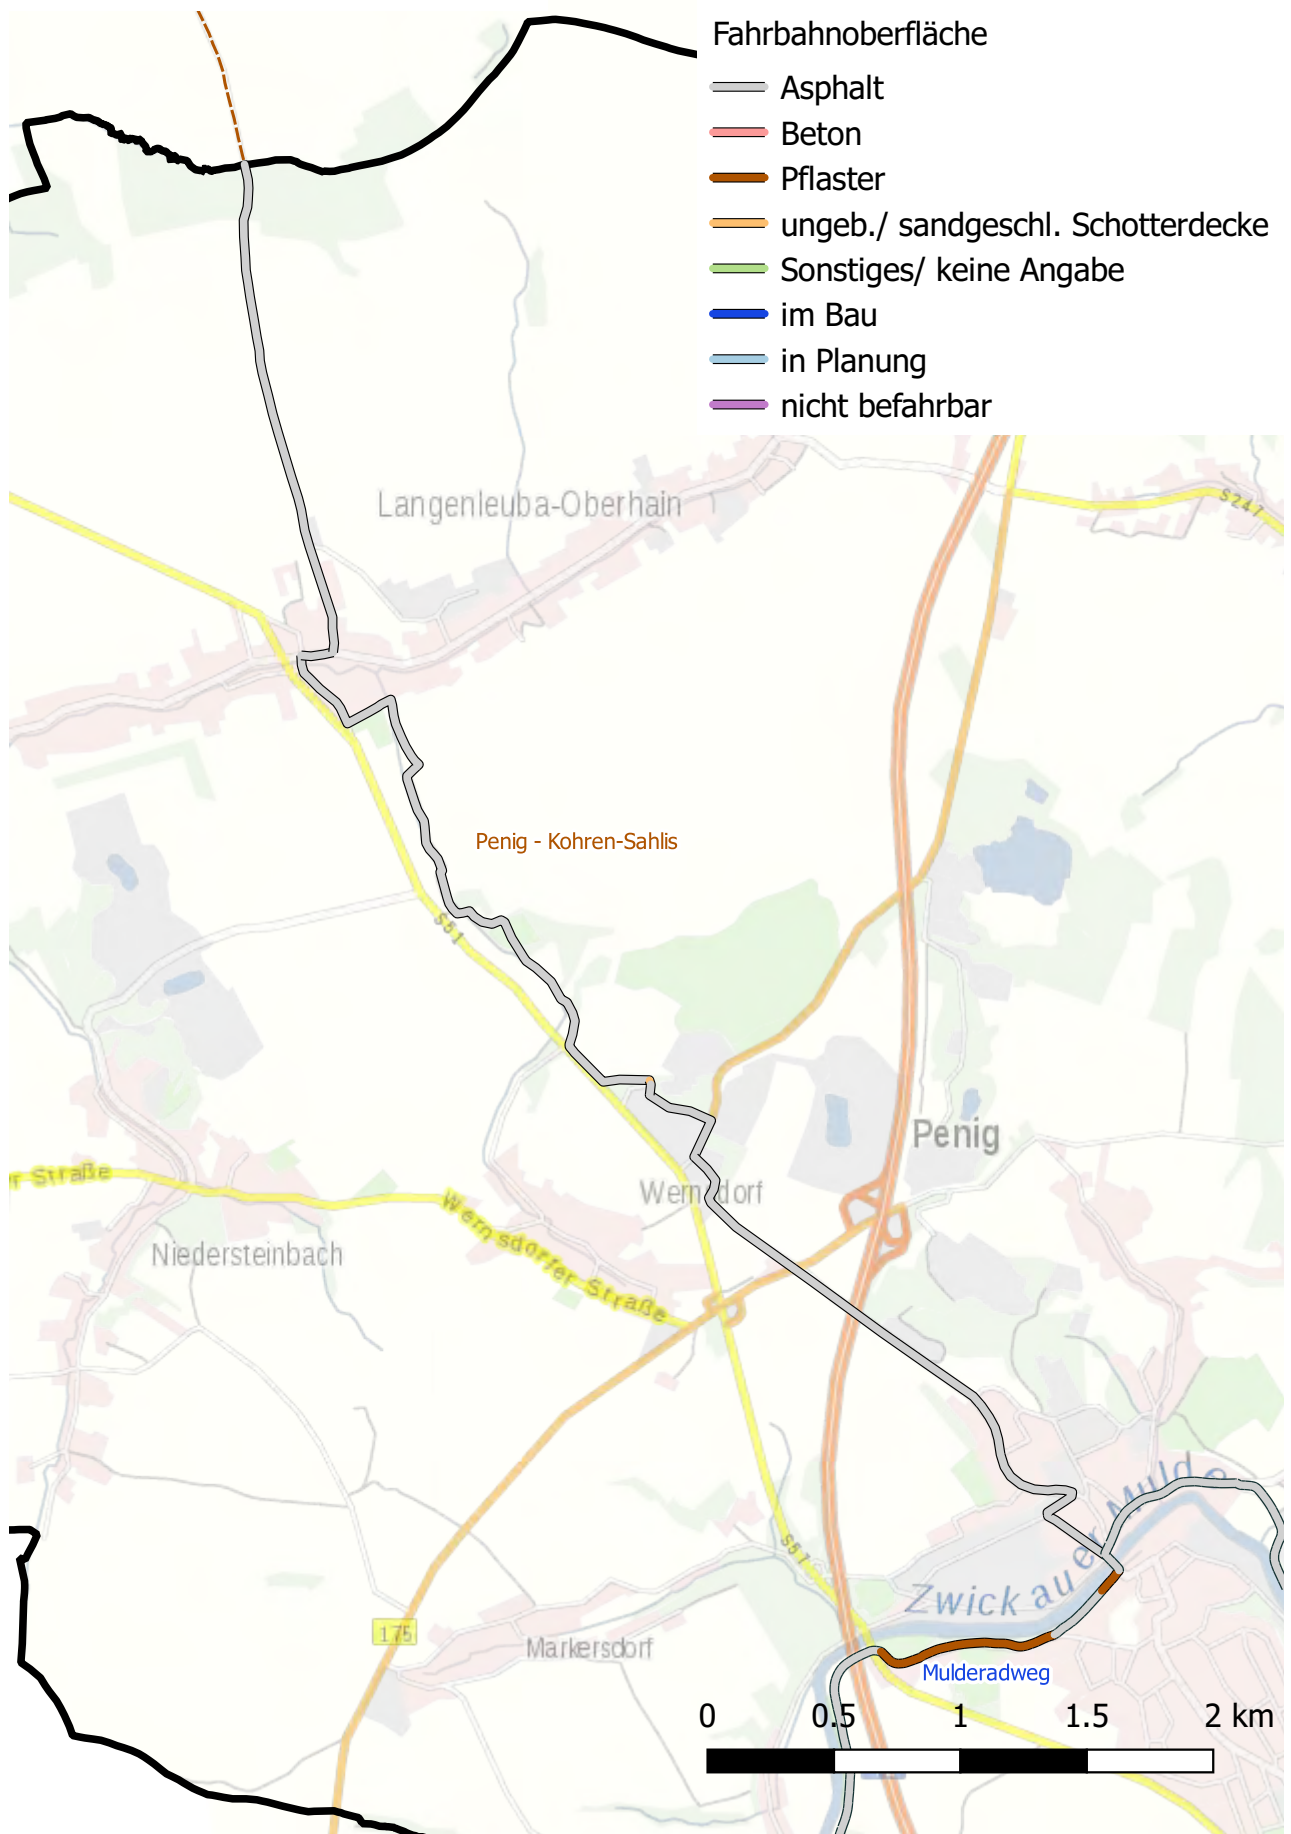 Fahrbahnoberfläche
Asphalt
Beton
Pflaster
ungeb./ sandgeschl. Schotterdecke
Sonstiges/ keine Angabe
im Bau
in Planung
nicht befahrbar
Langenleuba-Oberhain
S247
Penig - Kohren-Sahlis
S51
Penig
r Straße
Wernsdorfer Straße
Niedersteinbach
Zwickauer Mulde
S51
175
Markersdorf
Mulderadweg
0 0.5 1 1.5 2 km